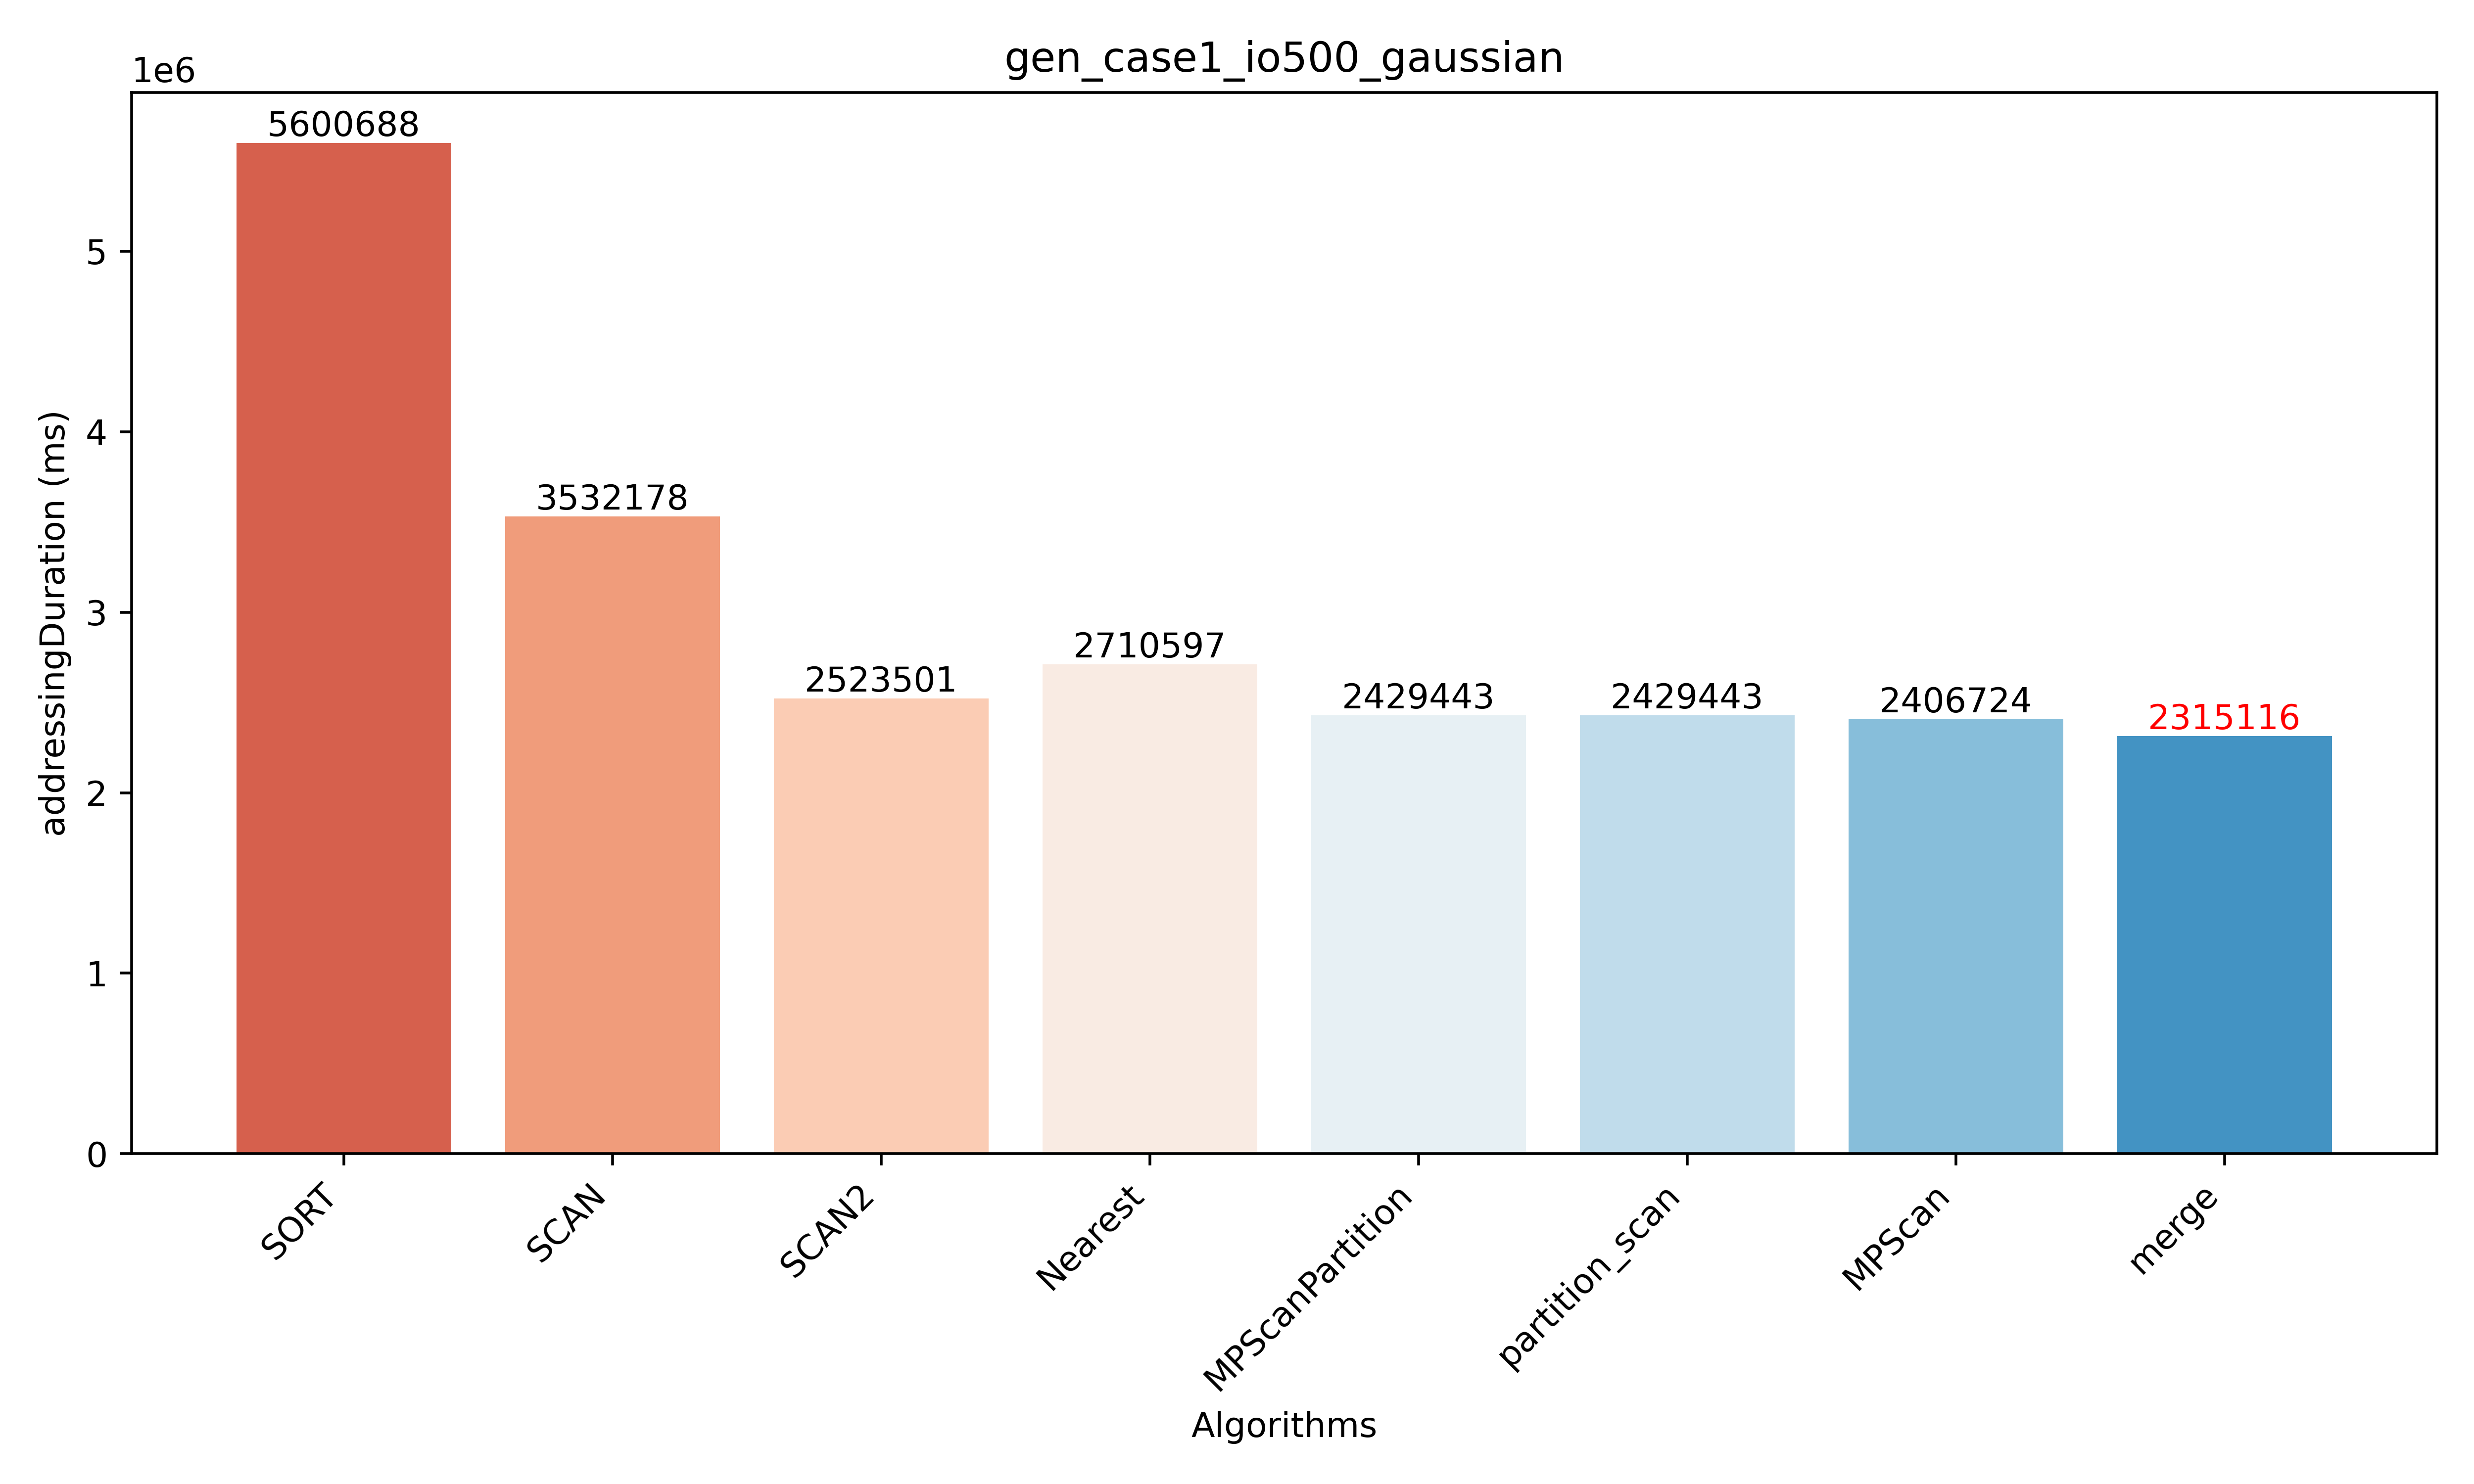 gen_case1_io500_gaussian
1e6
5600688
3532178
2523501
2710597
2429443
2429443
2406724
2315116
addressingDuration (ms)
5
4
3
2
1
0
SORT
SCAN
SCAN2
Nearest
MPScanPartition
partition_scan
MPScan
merge
Algorithms